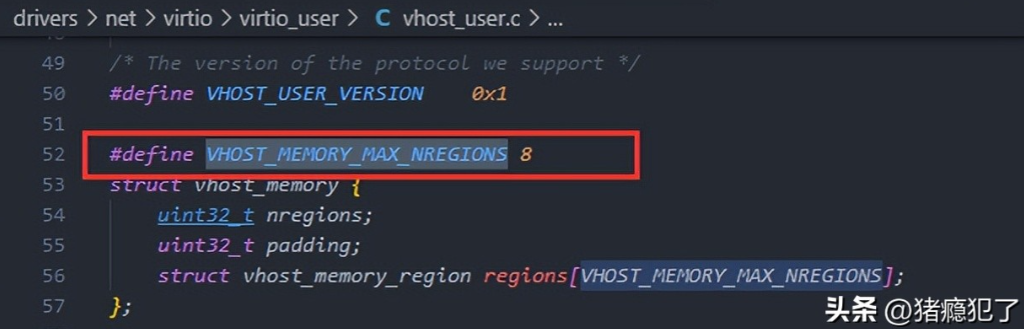 drivers > net > virtio > virtio_user > C vhost_user.c > ...
49 /* The version of the protocol we support */
50 #define VHOST_USER_VERSION 0x1
51
52 #define VHOST_MEMORY_MAX_NREGIONS 8
53 struct vhost_memory {
54 uint32_t nregions;
55 uint32_t padding;
56 struct vhost_memory_region regions[VHOST_MEMORY_MAX_NREGIONS];
57 };
头条 @猪瘾犯了